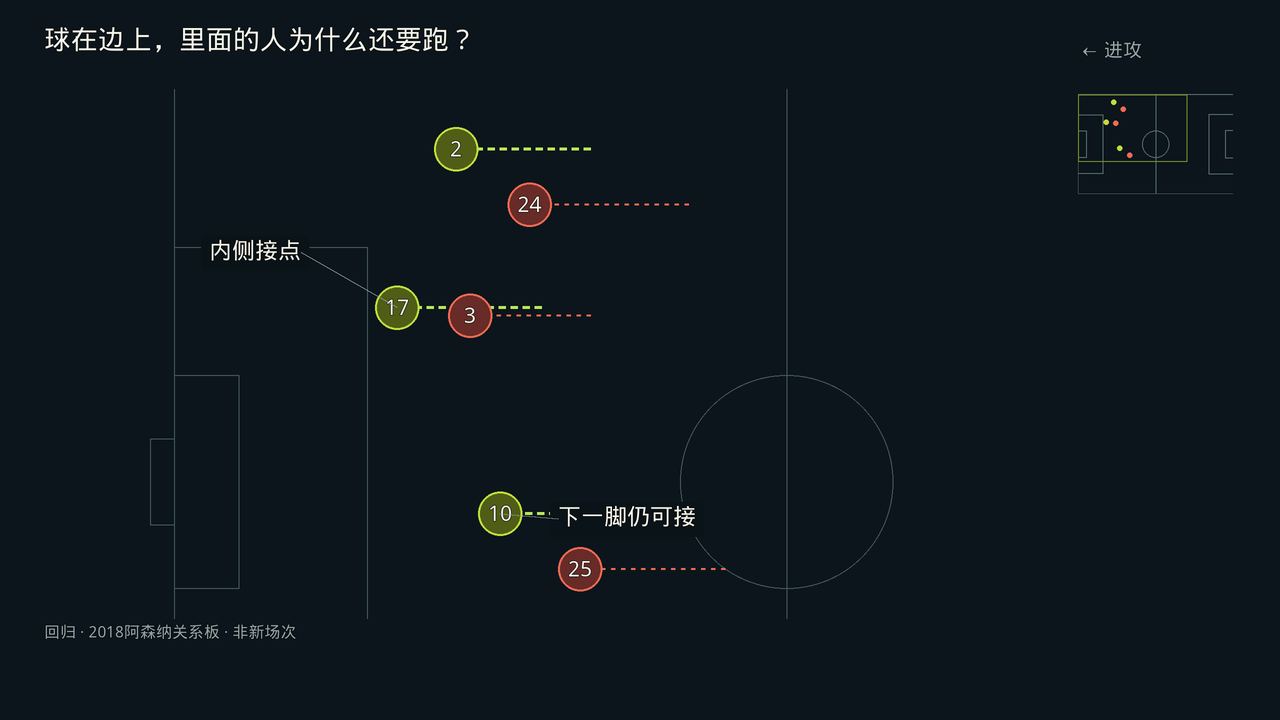 球在边上，里面的人为什么还要跑？
← 进攻
2
24
内侧接点
17
3
10
下一脚仍可接
25
回归 · 2018阿森纳关系板 · 非新场次